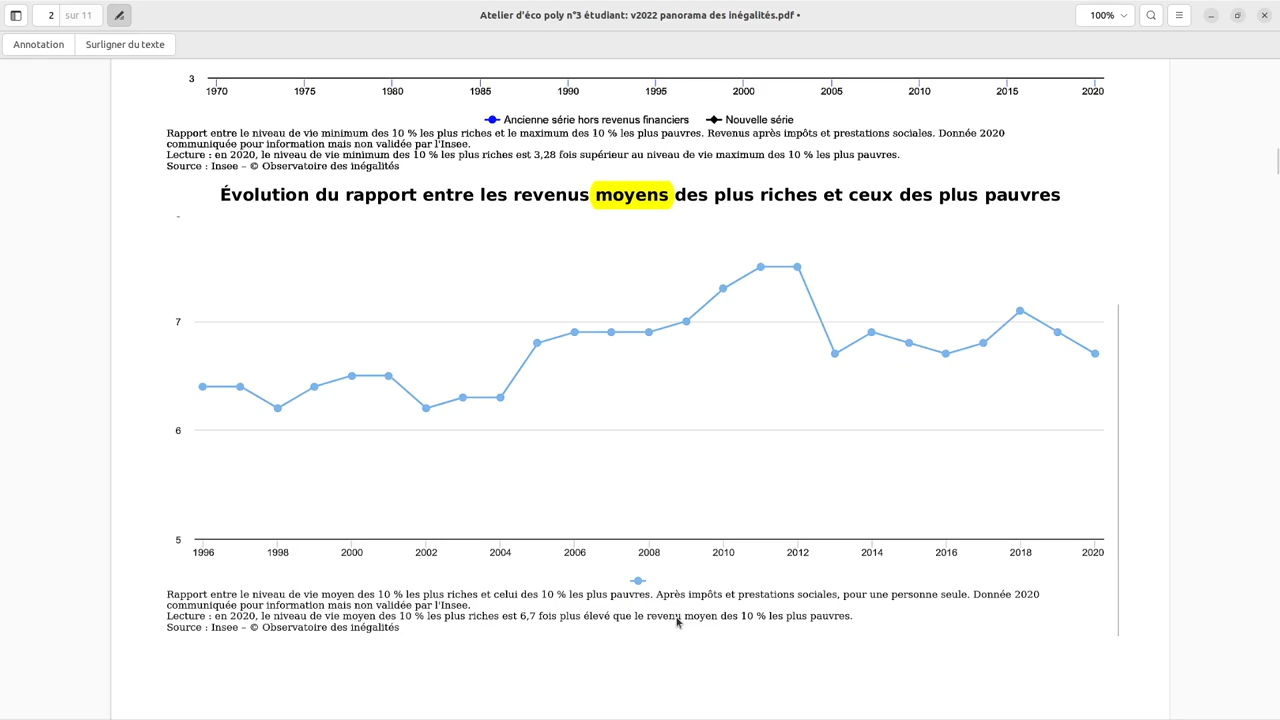 2 sur 11
Atelier d'éco poly n°3 étudiant: v2022 panorama des inégalités.pdf •
100%
Annotation
Surligner du texte
3
1970 1975 1980 1985 1990 1995 2000 2005 2010 2015 2020
Ancienne série hors revenus financiers Nouvelle série
Rapport entre le niveau de vie minimum des 10 % les plus riches et le maximum des 10 % les plus pauvres. Revenus après impôts et prestations sociales. Donnée 2020
communiquée pour information mais non validée par l'Insee.
Lecture : en 2020, le niveau de vie minimum des 10 % les plus riches est 3,28 fois supérieur au niveau de vie maximum des 10 % les plus pauvres.
Source : Insee – © Observatoire des inégalités
Évolution du rapport entre les revenus moyens des plus riches et ceux des plus pauvres
7
6
5
1996 1998 2000 2002 2004 2006 2008 2010 2012 2014 2016 2018 2020
Rapport entre le niveau de vie moyen des 10 % les plus riches et celui des 10 % les plus pauvres. Après impôts et prestations sociales, pour une personne seule. Donnée 2020
communiquée pour information mais non validée par l'Insee.
Lecture : en 2020, le niveau de vie moyen des 10 % les plus riches est 6,7 fois plus élevé que le revenu moyen des 10 % les plus pauvres.
Source : Insee – © Observatoire des inégalités